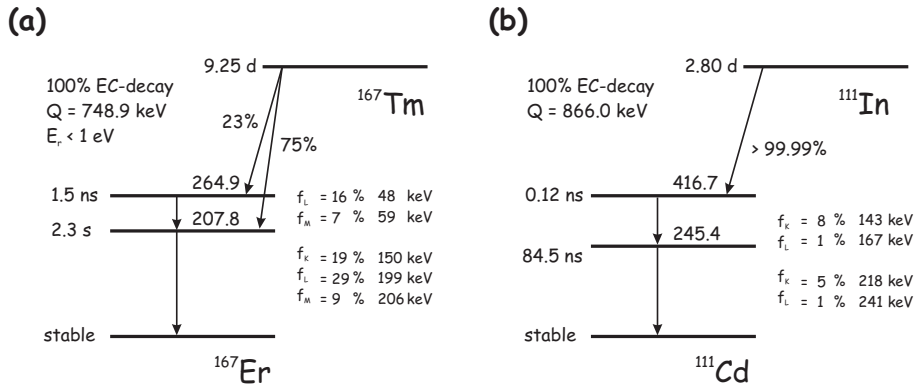 (a)
9.25 d
100% EC-decay
Q = 748.9 keV
E_r < 1 eV
¹⁶⁷Tm
23%
75%
264.9
1.5 ns
f_L = 16 % 48 keV
f_M = 7 % 59 keV
207.8
2.3 s
f_K = 19 % 150 keV
f_L = 29 % 199 keV
f_M = 9 % 206 keV
stable
¹⁶⁷Er
(b)
2.80 d
100% EC-decay
Q = 866.0 keV
¹¹¹In
> 99.99%
416.7
0.12 ns
f_K = 8 % 143 keV
f_L = 1 % 167 keV
245.4
84.5 ns
f_K = 5 % 218 keV
f_L = 1 % 241 keV
stable
¹¹¹Cd